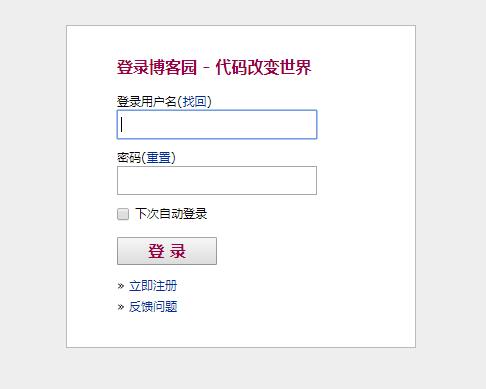 登录博客园 - 代码改变世界
登录用户名(找回)
密码(重置)
下次自动登录
登 录
» 立即注册
» 反馈问题